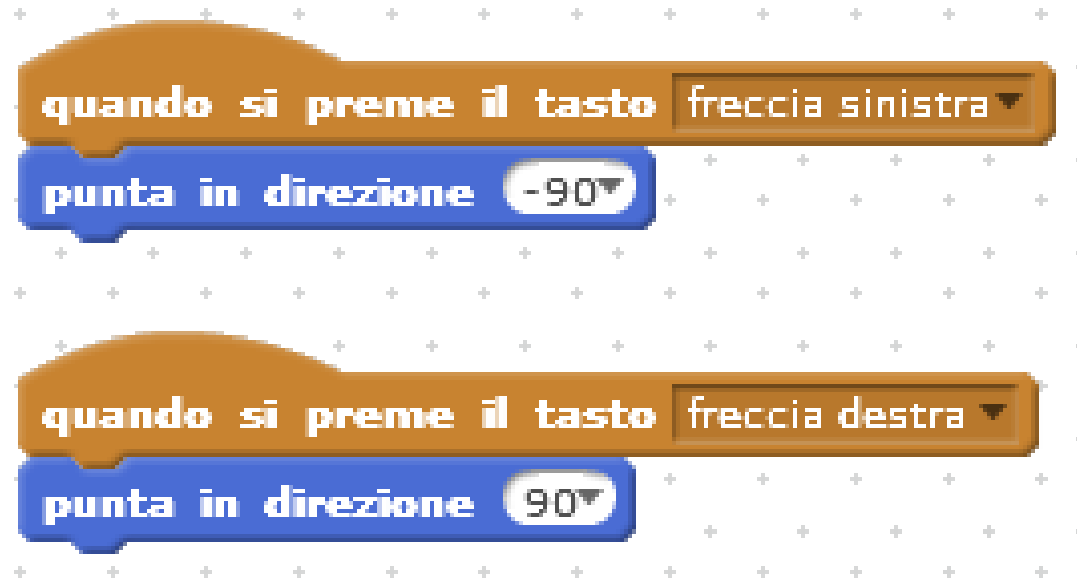 quando si preme il tasto freccia sinistra
punta in direzione -90
quando si preme il tasto freccia destra
punta in direzione 90